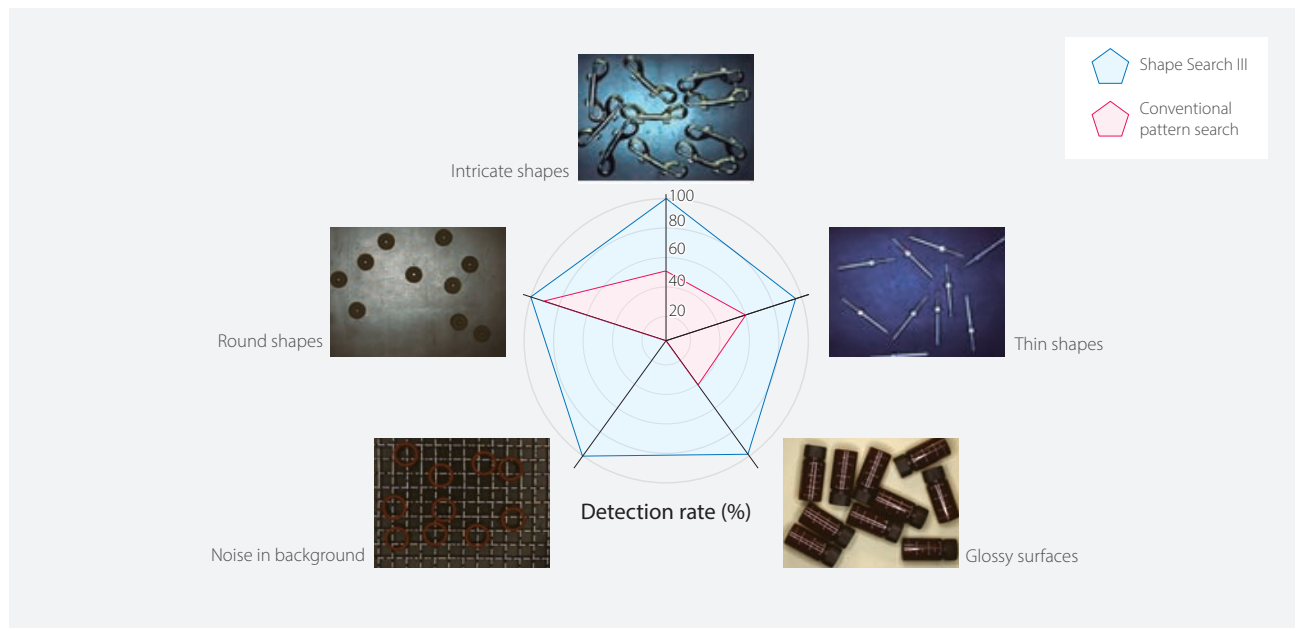 Shape Search III
Conventional
pattern search
Intricate shapes
100
80
60
40
20
Round shapes
Thin shapes
Noise in background
Detection rate (%)
Glossy surfaces